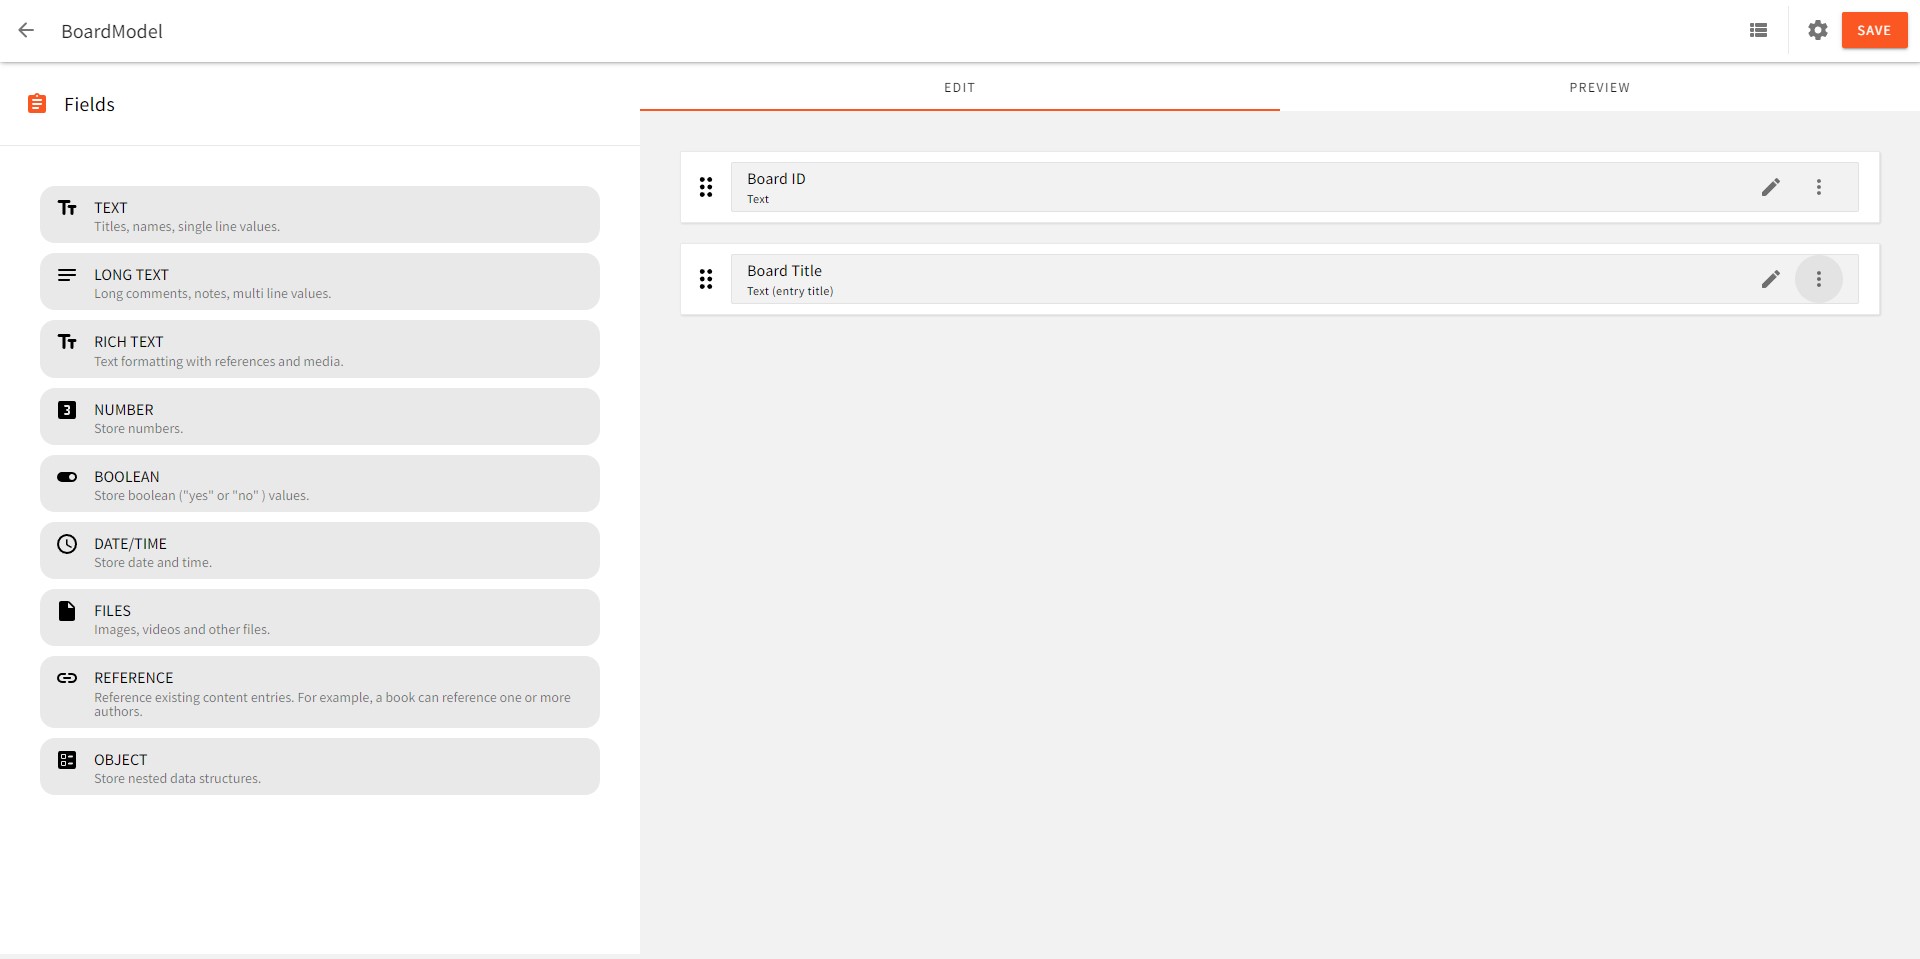 BoardModel
SAVE
Fields
EDIT
PREVIEW
TEXT
Titles, names, single line values.
LONG TEXT
Long comments, notes, multi line values.
RICH TEXT
Text formatting with references and media.
NUMBER
Store numbers.
BOOLEAN
Store boolean ("yes" or "no" ) values.
DATE/TIME
Store date and time.
FILES
Images, videos and other files.
REFERENCE
Reference existing content entries. For example, a book can reference one or more
authors.
OBJECT
Store nested data structures.
Board ID
Text
Board Title
Text (entry title)